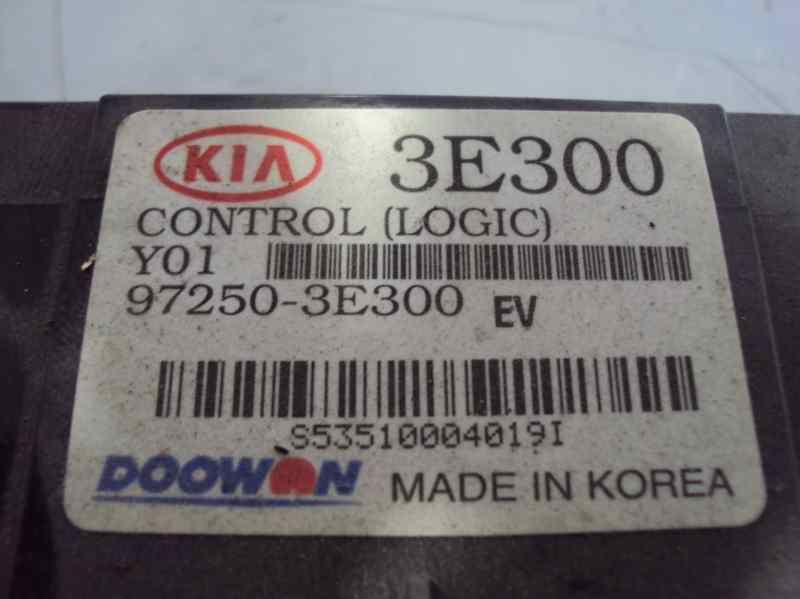 KIA 3E300
CONTROL (LOGIC)
Y01
97250-3E300 EV
S53510004019I
DOOWON MADE IN KOREA